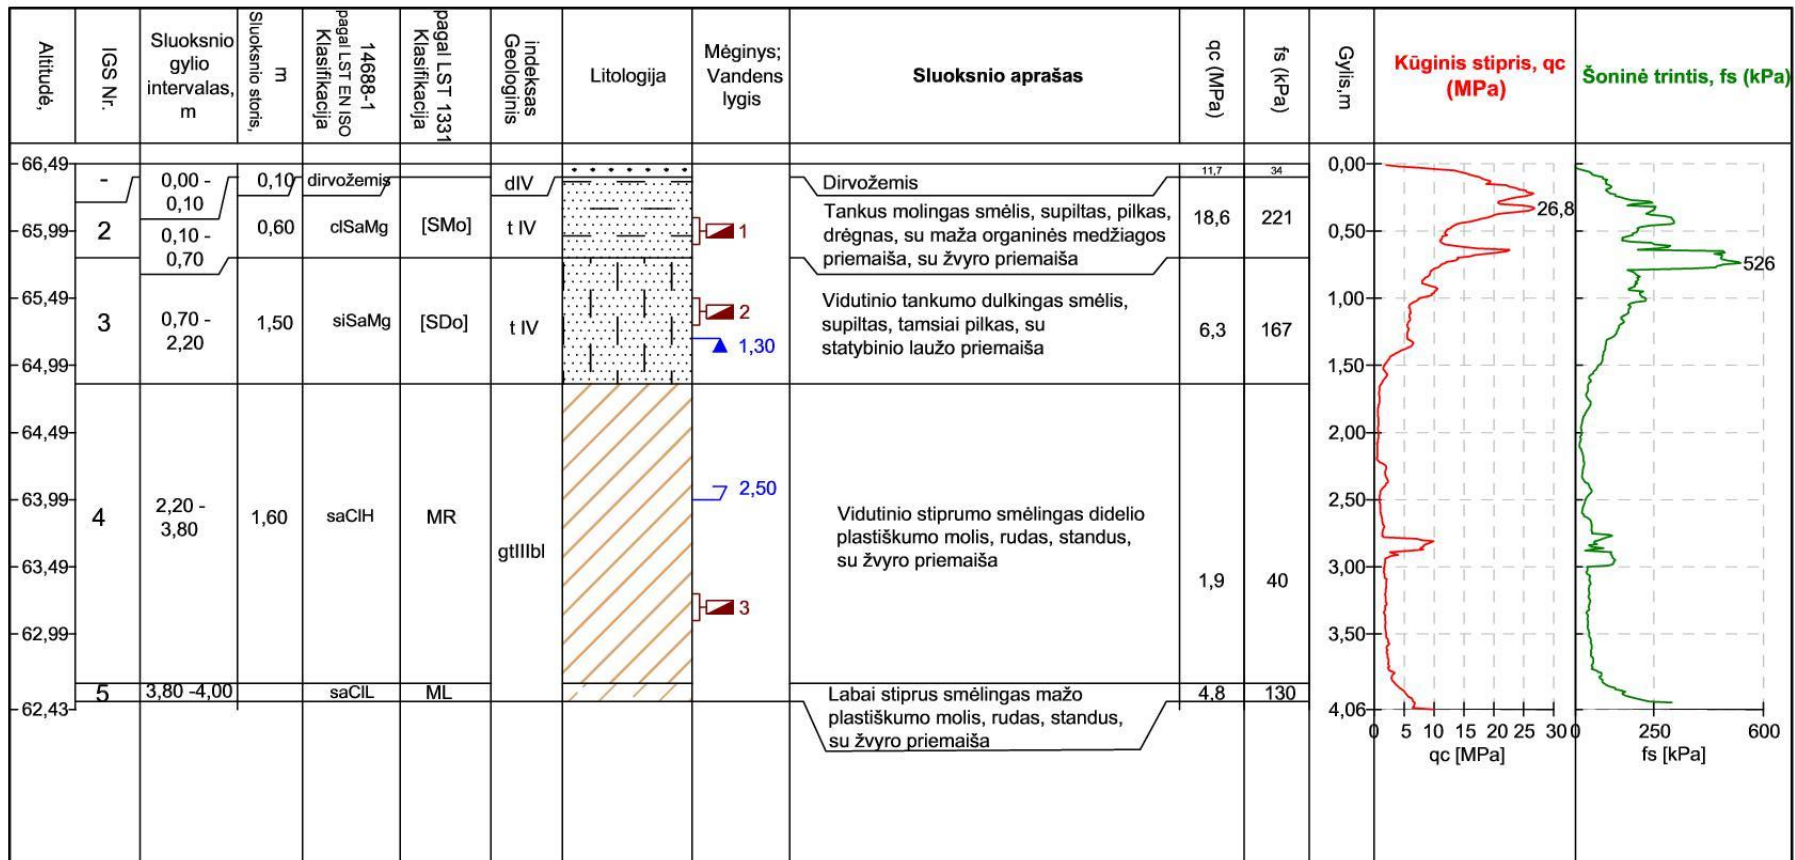 Altitudė,
IGS Nr.
Sluoksnio
gylio
intervalas,
m
Sluoksnio storis,
m
14688-1
pagal LST EN ISO
Klasifikacija
pagal LST 1331
Klasifikacija
indeksas
Geologinis
Litologija
Mėginys;
Vandens
lygis
Sluoksnio aprašas
qc (MPa)
fs (kPa)
Gylis,m
Kūginis stipris, qc
(MPa)
Šoninė trintis, fs (kPa)
66,49
65,99
65,49
64,99
64,49
63,99
63,49
62,99
62,43
-
0,00 -
0,10
0,10
dirvožemis
dIV
Dirvožemis
11,7
34
2
0,10 -
0,70
0,60
clSaMg
[SMo]
t IV
1
Tankus molingas smėlis, supiltas, pilkas,
drėgnas, su maža organinės medžiagos
priemaiša, su žvyro priemaiša
18,6
221
3
0,70 -
2,20
1,50
siSaMg
[SDo]
t IV
2
1,30
Vidutinio tankumo dulkingas smėlis,
supiltas, tamsiai pilkas, su
statybinio laužo priemaiša
6,3
167
4
2,20 -
3,80
1,60
saClH
MR
gtIIIbl
2,50
3
Vidutinio stiprumo smėlingas didelio
plastiškumo molis, rudas, standus,
su žvyro priemaiša
1,9
40
5
3,80 -4,00
saClL
ML
Labai stiprus smėlingas mažo
plastiškumo molis, rudas, standus,
su žvyro priemaiša
4,8
130
0,00
0,50
1,00
1,50
2,00
2,50
3,00
3,50
4,06
26,8
526
0 5 10 15 20 25 30
qc [MPa]
0 250 600
fs [kPa]